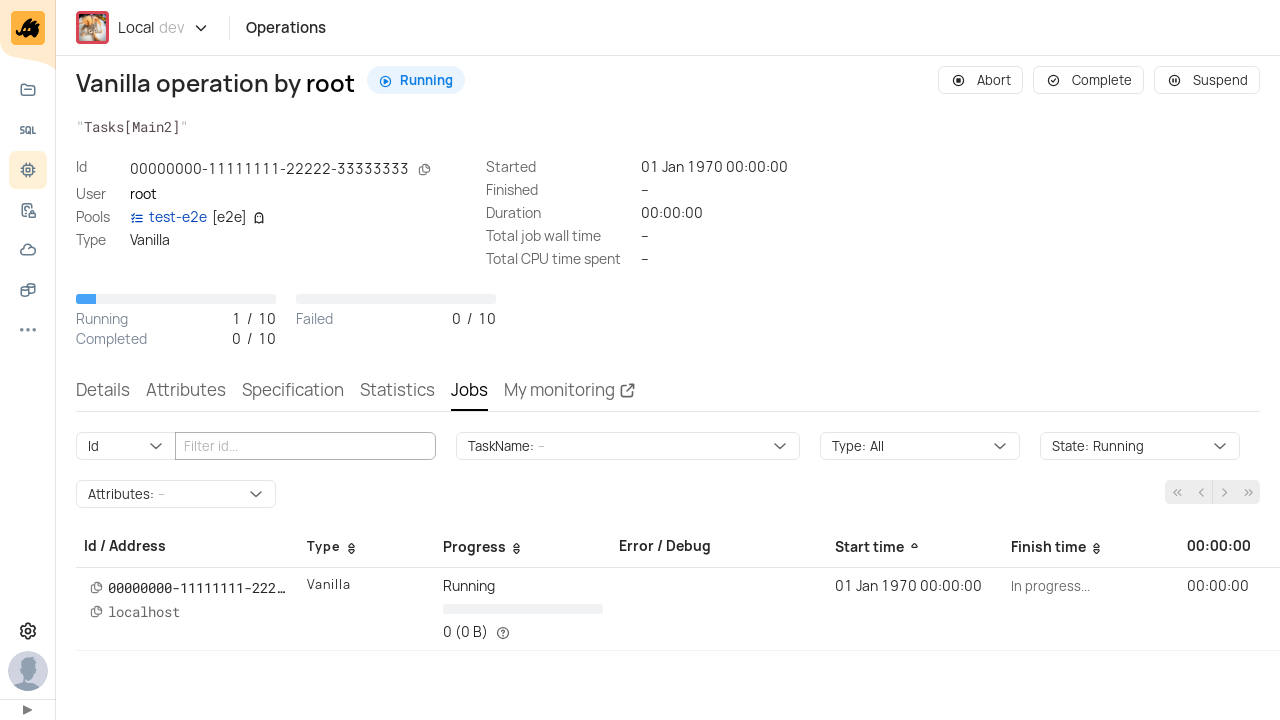 Local dev
Operations
SQL
Vanilla operation by root
Running
Abort
Complete
Suspend
"Tasks[Main2]"
Id 00000000-11111111-22222-33333333
User root
Pools test-e2e [e2e]
Type Vanilla
Started 01 Jan 1970 00:00:00
Finished –
Duration 00:00:00
Total job wall time –
Total CPU time spent –
Running 1 / 10
Completed 0 / 10
Failed 0 / 10
Details Attributes Specification Statistics Jobs My monitoring
Id Filter id... TaskName: – Type: All State: Running
Attributes: –
Id / Address Type Progress Error / Debug Start time Finish time 00:00:00
00000000-11111111-222… Vanilla Running 01 Jan 1970 00:00:00 In progress... 00:00:00
localhost
0 (0 B)